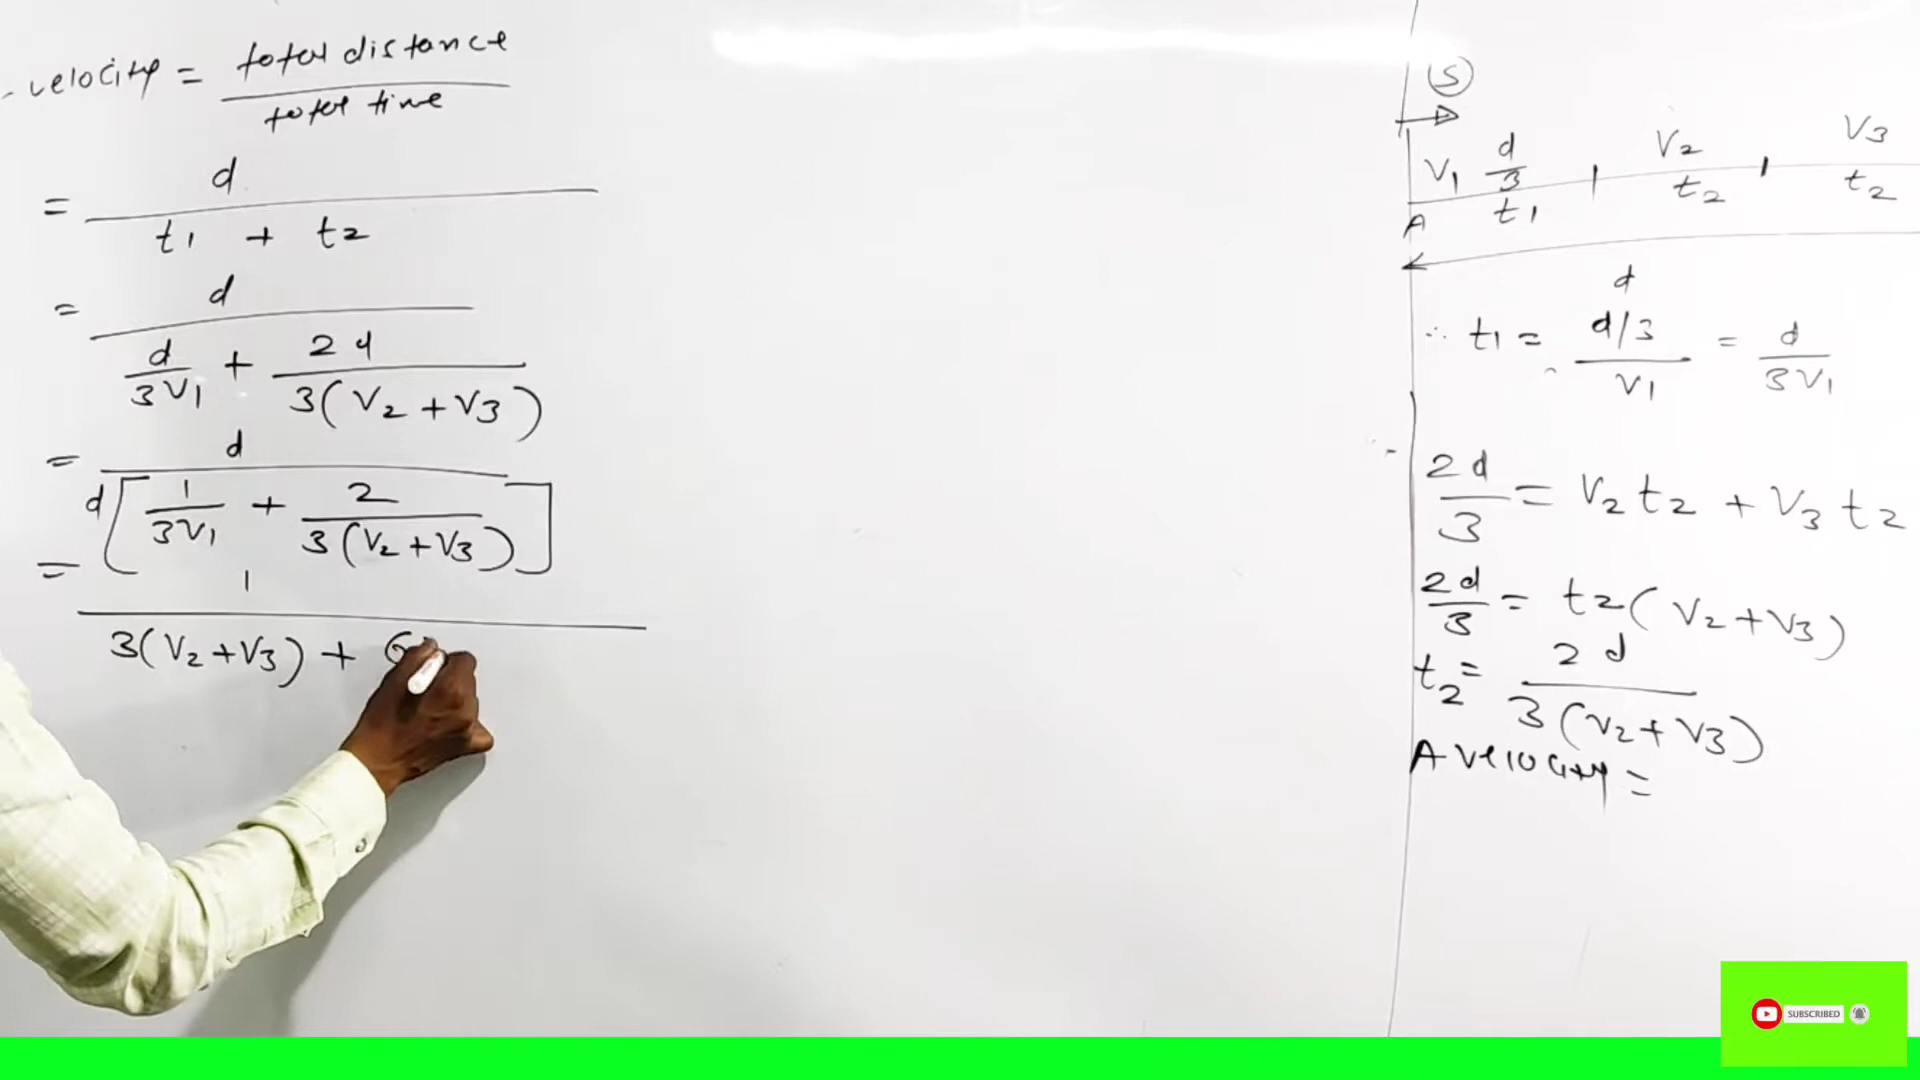 velocity = total distance / total time
= d / t1 + t2
= d / d/3V1 + 2d/3(V2+V3)
= d / d[1/3V1 + 2/3(V2+V3)]
= 1 / 3(V2+V3) + 6
S
V1 d/3 V2 V3
A t1 t2 t2
d
∴ t1 = d/3 / V1 = d / 3V1
2d/3 = V2t2 + V3t2
2d/3 = t2(V2+V3)
t2 = 2d / 3(V2+V3)
A velocity =
SUBSCRIBED